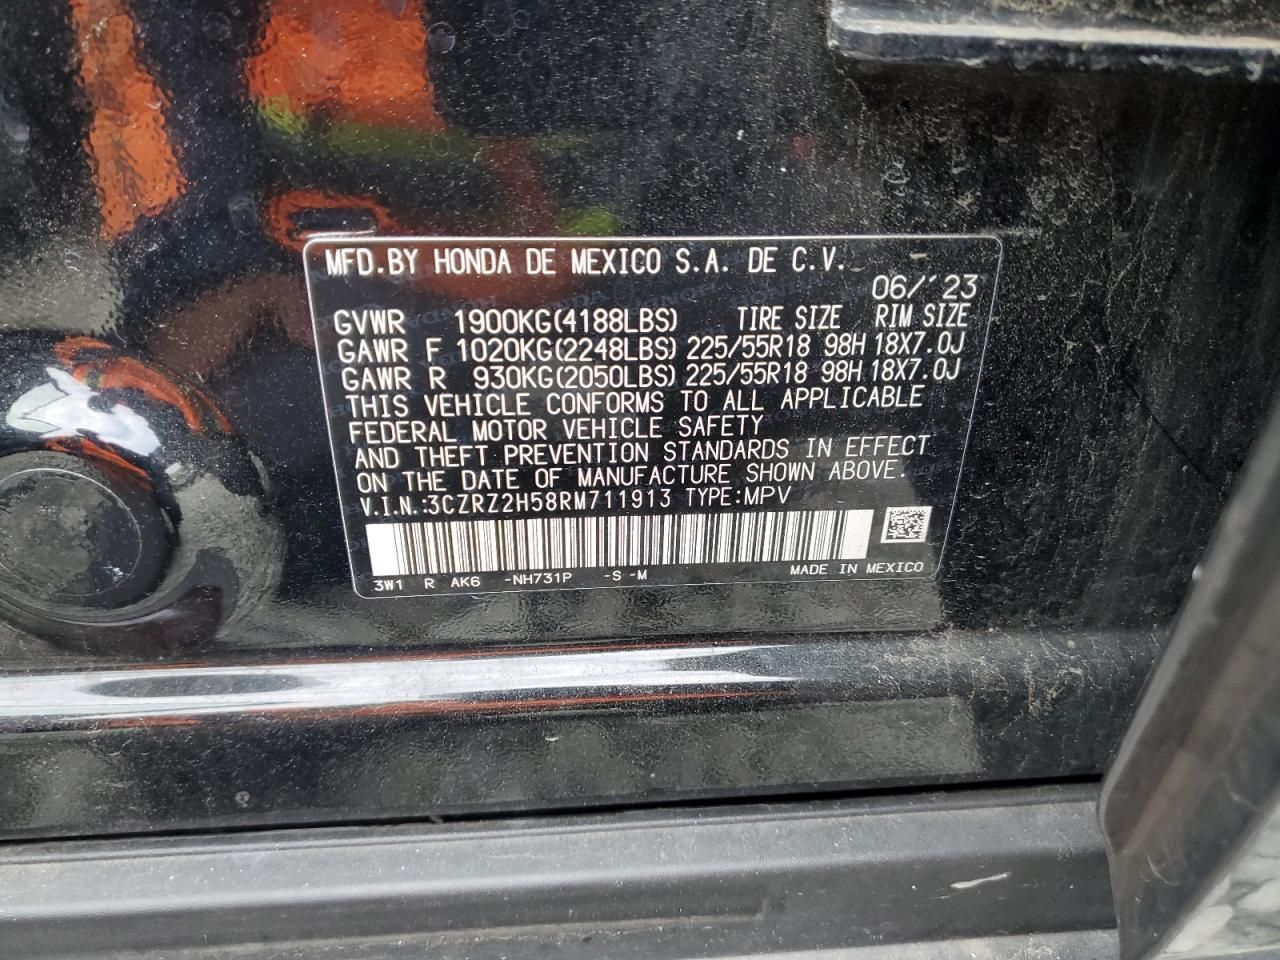 MFD.BY HONDA DE MEXICO S.A. DE C.V.
06/'23
GVWR 1900KG(4188LBS) TIRE SIZE RIM SIZE
GAWR F 1020KG(2248LBS) 225/55R18 98H 18X7.0J
GAWR R 930KG(2050LBS) 225/55R18 98H 18X7.0J
THIS VEHICLE CONFORMS TO ALL APPLICABLE
FEDERAL MOTOR VEHICLE SAFETY
AND THEFT PREVENTION STANDARDS IN EFFECT
ON THE DATE OF MANUFACTURE SHOWN ABOVE.
V.I.N.:3CZRZ2H58RM711913 TYPE:MPV
3W1 R AK6 -NH731P -S -M MADE IN MEXICO